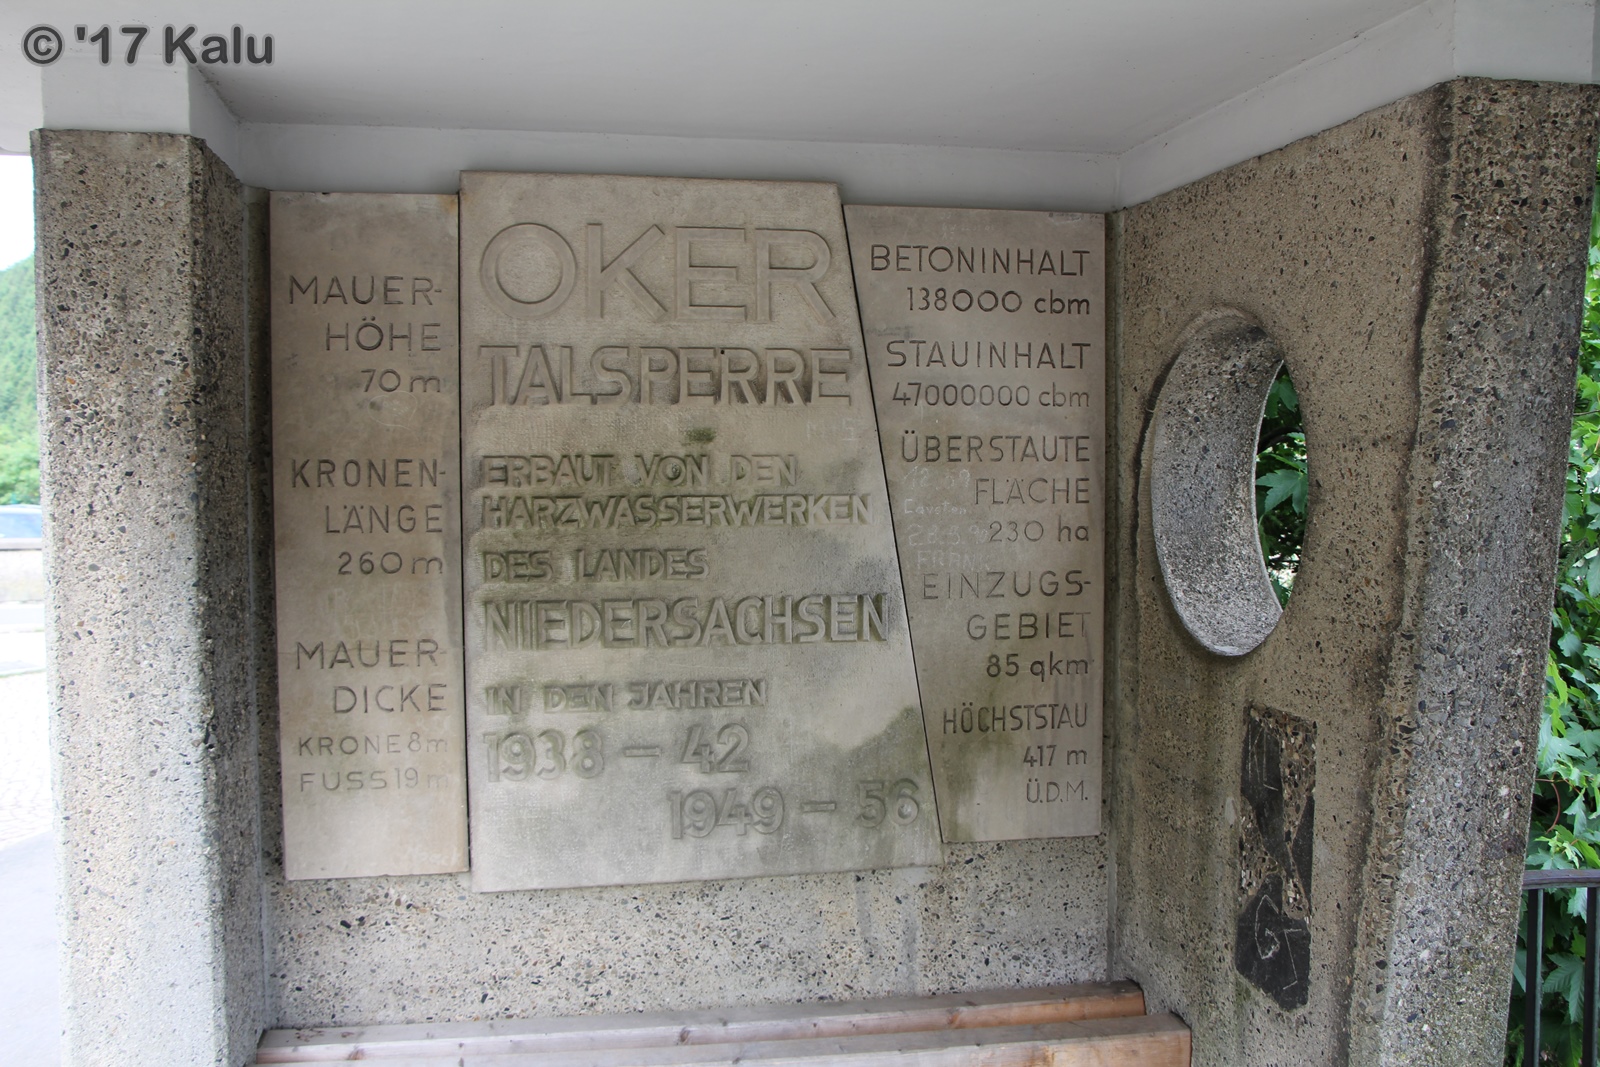 © '17 Kalu
MAUER-
HÖHE
70 m
KRONEN-
LÄNGE
260 m
MAUER-
DICKE
KRONE 8 m
FUSS 19 m
OKER
TALSPERRE
ERBAUT VON DEN
HARZWASSERWERKEN
DES LANDES
NIEDERSACHSEN
IN DEN JAHREN
1938 – 42
1949 – 56
BETONINHALT
138000 cbm
STAUINHALT
47000000 cbm
ÜBERSTAUTE
FLÄCHE
230 ha
EINZUGS-
GEBIET
85 qkm
HÖCHSTSTAU
417 m
Ü.D.M.